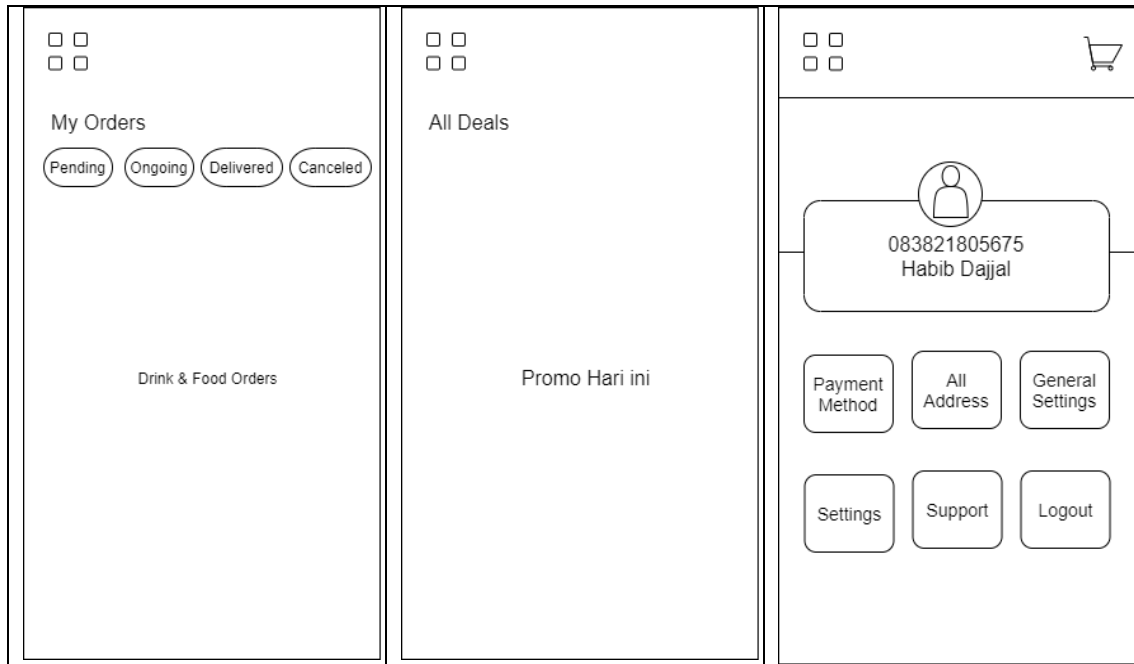 My Orders
Pending
Ongoing
Delivered
Canceled
Drink & Food Orders
All Deals
Promo Hari ini
083821805675
Habib Dajjal
Payment
Method
All
Address
General
Settings
Settings
Support
Logout